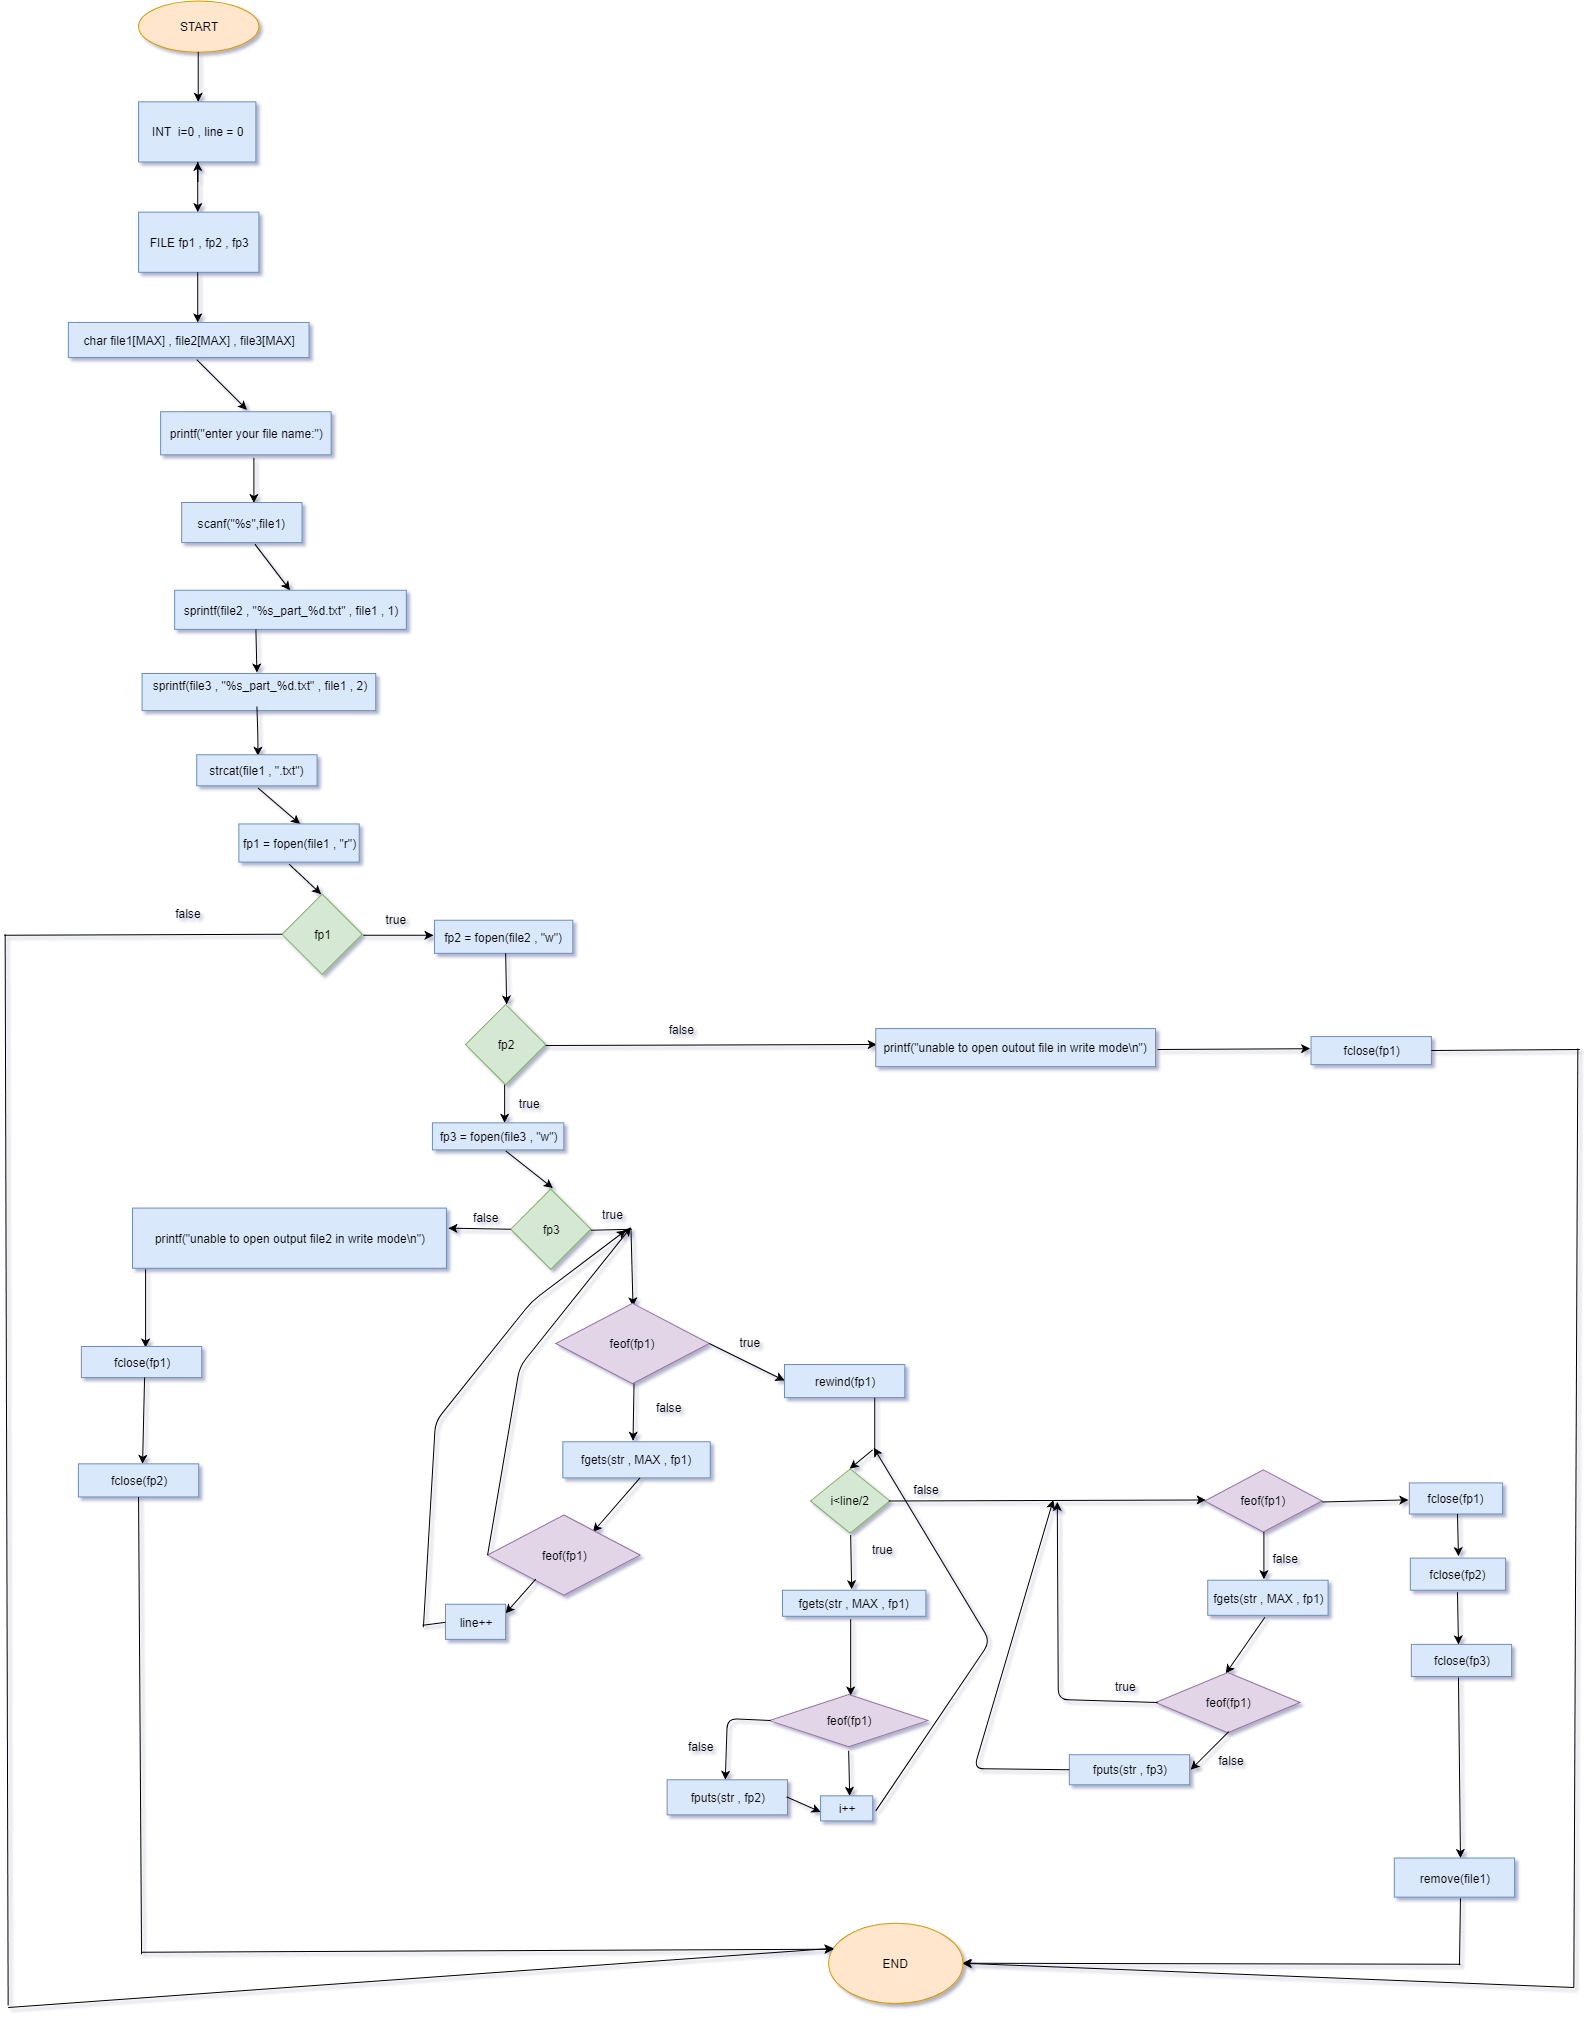 START
INT  i=0 , line = 0
FILE fp1 , fp2 , fp3
char file1[MAX] , file2[MAX] , file3[MAX]
printf("enter your file name:")
scanf("%s",file1)
sprintf(file2 , "%s_part_%d.txt" , file1 , 1)
sprintf(file3 , "%s_part_%d.txt" , file1 , 2)
strcat(file1 , ".txt")
fp1 = fopen(file1 , "r")
false
fp1
true
fp2 = fopen(file2 , "w")
fp2
false
printf("unable to open outout file in write mode\n")
fclose(fp1)
true
fp3 = fopen(file3 , "w")
fp3
false
true
printf("unable to open output file2 in write mode\n")
fclose(fp1)
fclose(fp2)
feof(fp1)
true
false
fgets(str , MAX , fp1)
feof(fp1)
line++
rewind(fp1)
i<line/2
false
true
fgets(str , MAX , fp1)
feof(fp1)
false
fputs(str , fp2)
i++
feof(fp1)
false
fgets(str , MAX , fp1)
feof(fp1)
true
false
fputs(str , fp3)
fclose(fp1)
fclose(fp2)
fclose(fp3)
remove(file1)
END